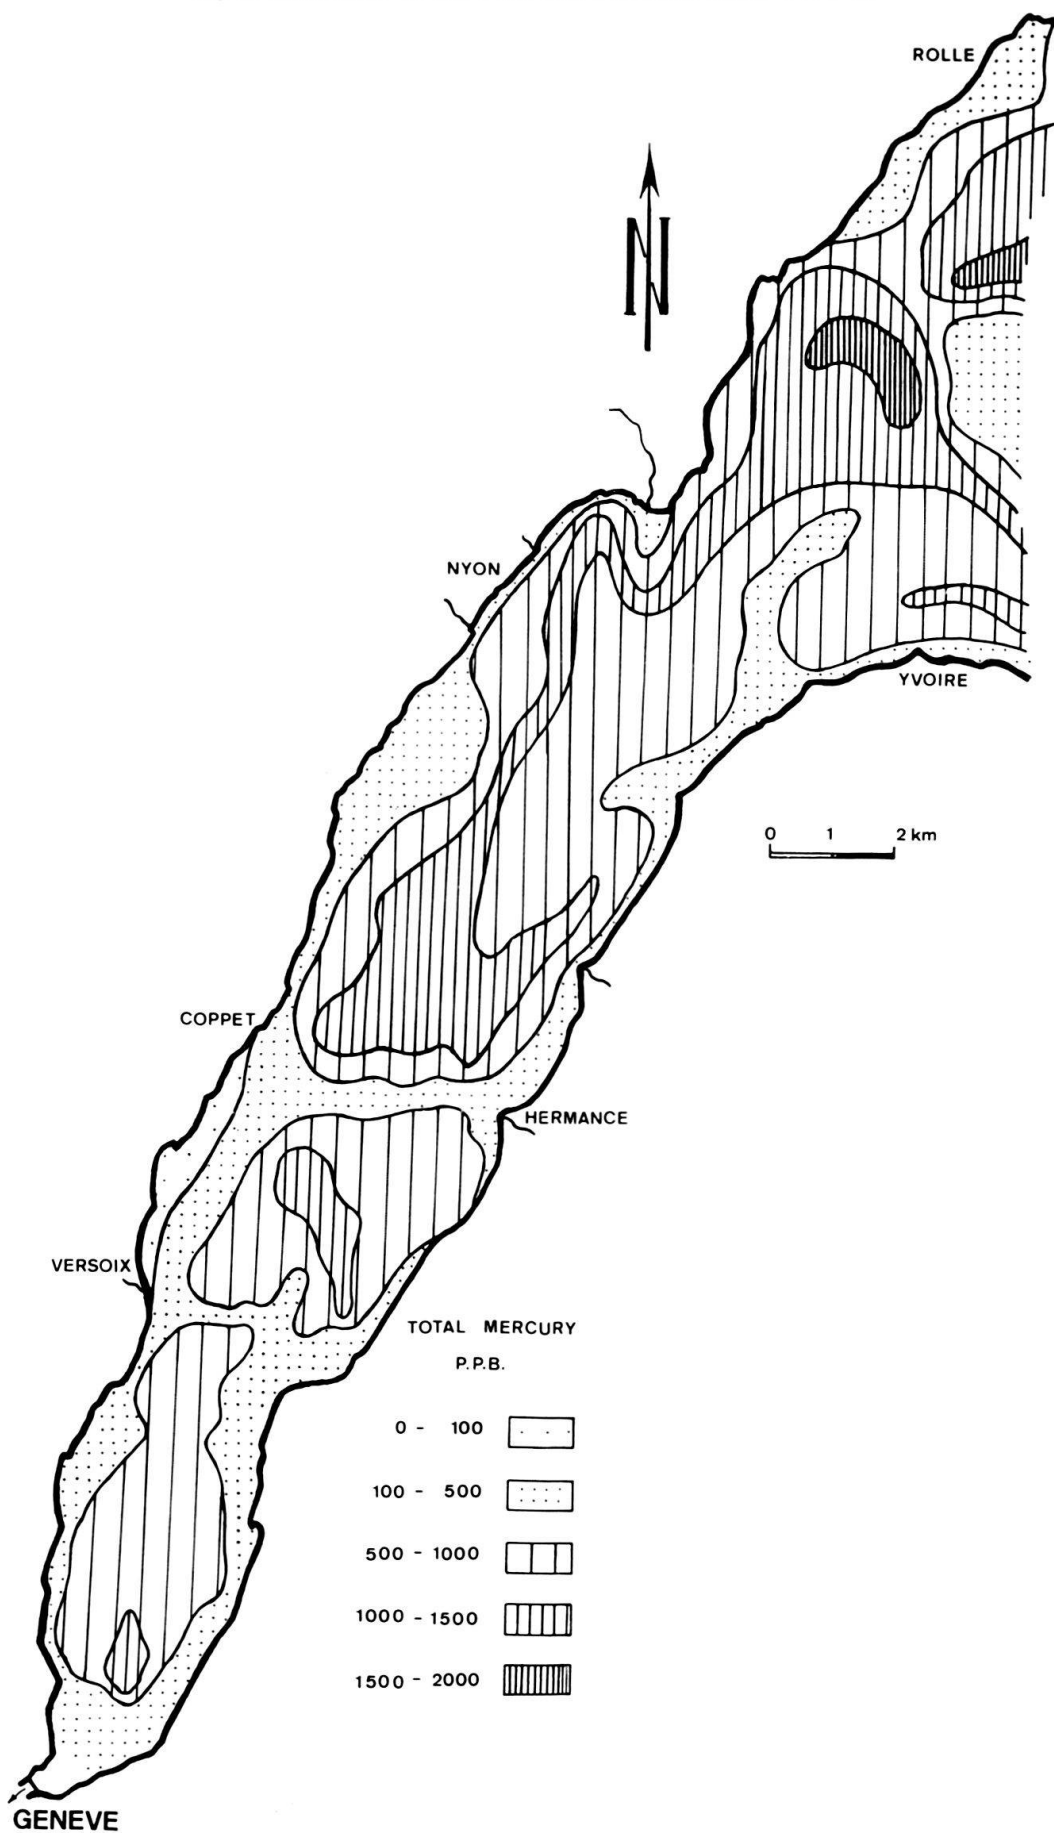 ROLLE
N
NYON
YVOIRE
0 1 2 km
COPPET
HERMANCE
VERSOIX
TOTAL MERCURY
P.P.B.
0 - 100
100 - 500
500 - 1000
1000 - 1500
1500 - 2000
GENEVE